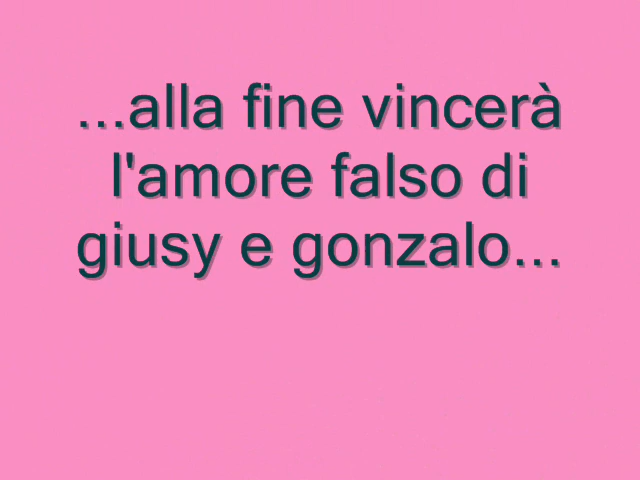 ...alla fine vincerà
l'amore falso di
giusy e gonzalo...